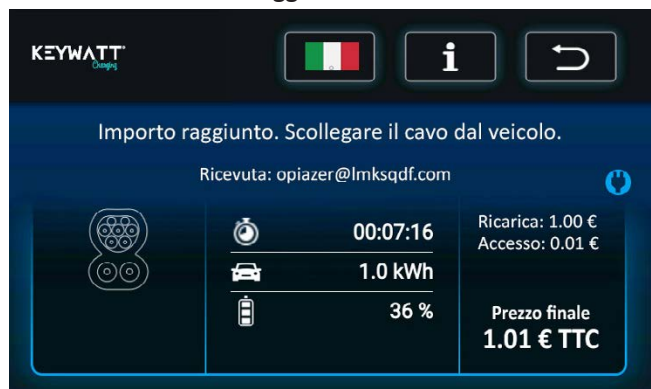 KEYWATT
Charging
i
Importo raggiunto. Scollegare il cavo dal veicolo.
Ricevuta: opiazer@lmksqdf.com
00:07:16
1.0 kWh
36 %
Ricarica: 1.00 €
Accesso: 0.01 €
Prezzo finale
1.01 € TTC